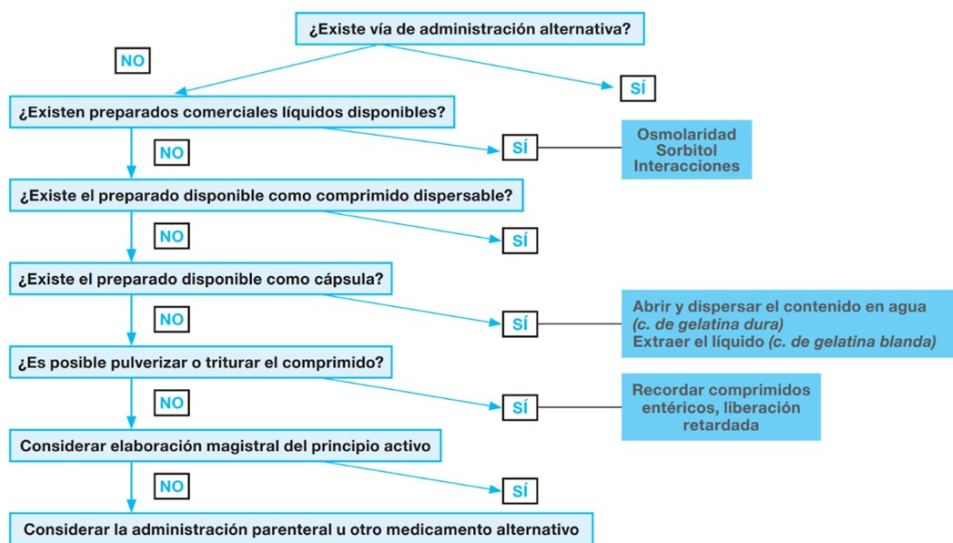 ¿Existe vía de administración alternativa?
NO
SÍ
¿Existen preparados comerciales líquidos disponibles?
NO
SÍ
Osmolaridad
Sorbitol
Interacciones
¿Existe el preparado disponible como comprimido dispersable?
NO
SÍ
¿Existe el preparado disponible como cápsula?
NO
SÍ
Abrir y dispersar el contenido en agua
(c. de gelatina dura)
Extraer el líquido (c. de gelatina blanda)
¿Es posible pulverizar o triturar el comprimido?
NO
SÍ
Recordar comprimidos
entéricos, liberación
retardada
Considerar elaboración magistral del principio activo
NO
SÍ
Considerar la administración parenteral u otro medicamento alternativo